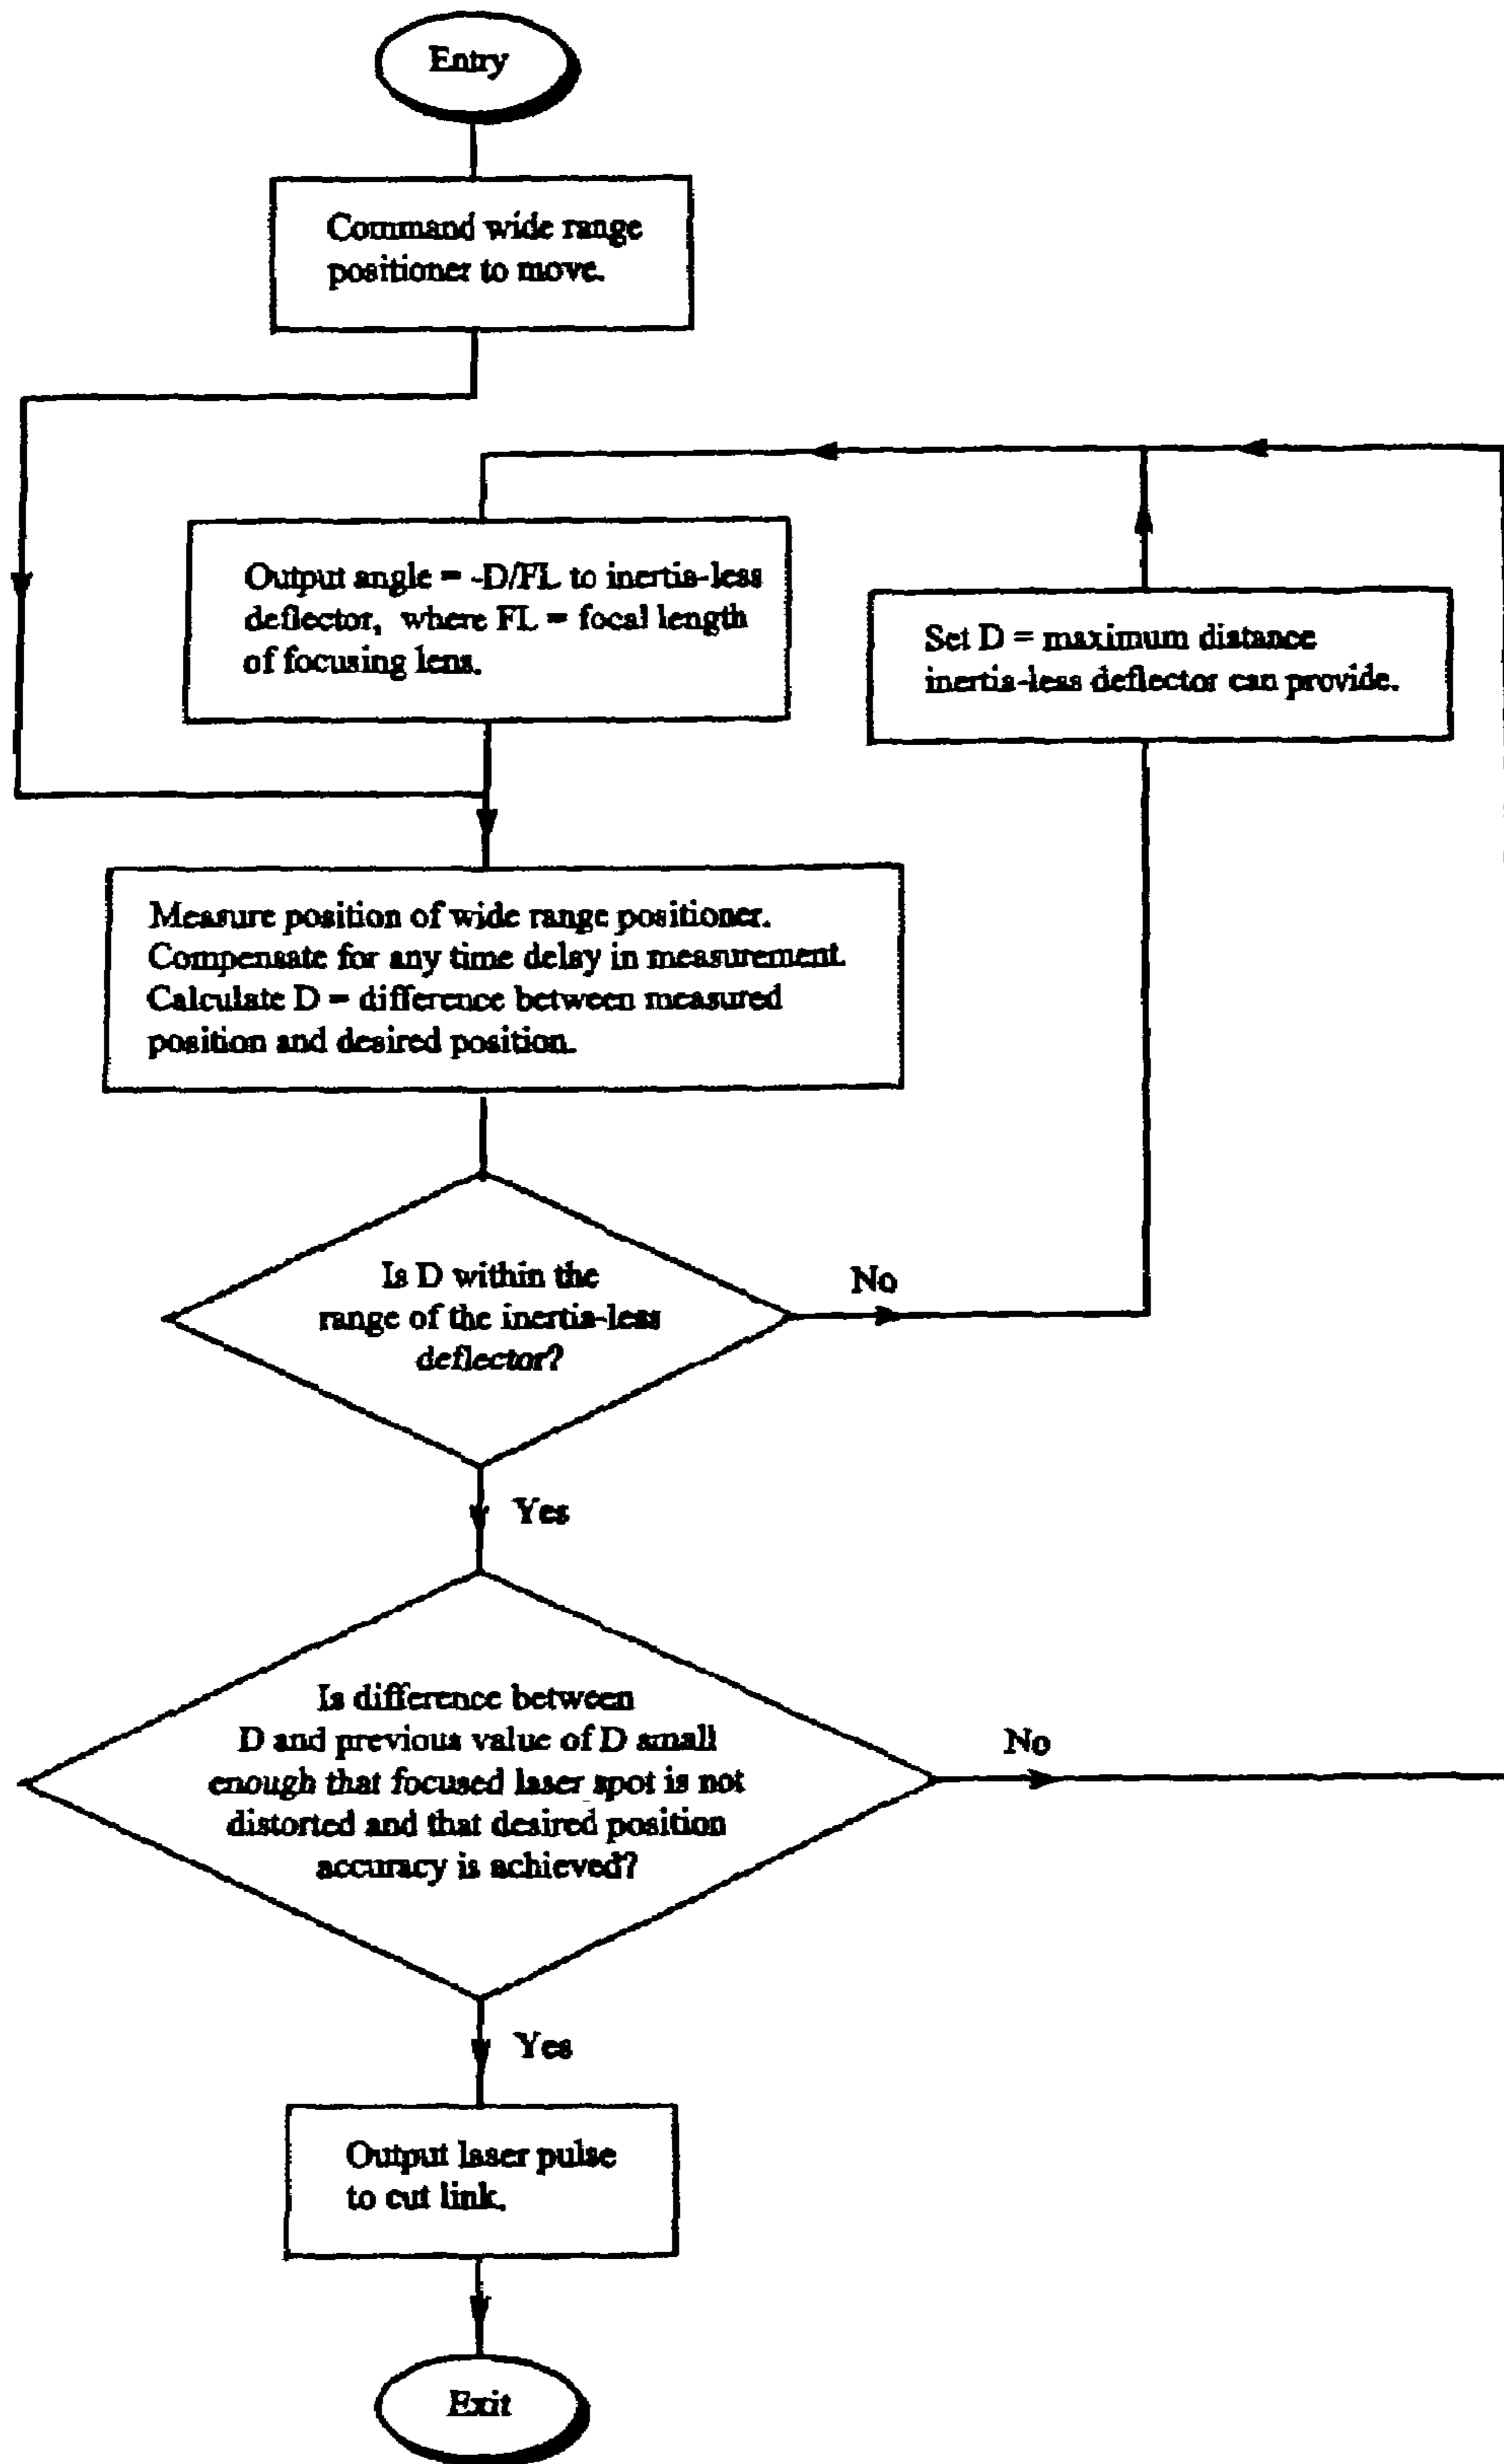 Entry
Command wide range
positioner to move.
Output angle = -D/FL to inertia-less
deflector, where FL = focal length
of focusing lens.
Set D = maximum distance
inertia-less deflector can provide.
Measure position of wide range positioner.
Compensate for any time delay in measurement.
Calculate D = difference between measured
position and desired position.
Is D within the
range of the inertia-less
deflector?
No
Yes
Is difference between
D and previous value of D small
enough that focused laser spot is not
distorted and that desired position
accuracy is achieved?
No
Yes
Output laser pulse
to cut link.
Exit